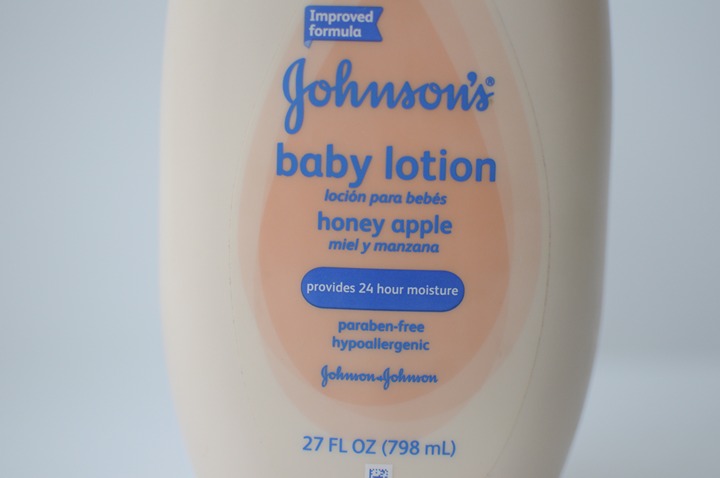 Improved
formula
Johnson's®
baby lotion
loción para bebés
honey apple
miel y manzana
provides 24 hour moisture
paraben-free
hypoallergenic
Johnson & Johnson
27 FL OZ (798 mL)